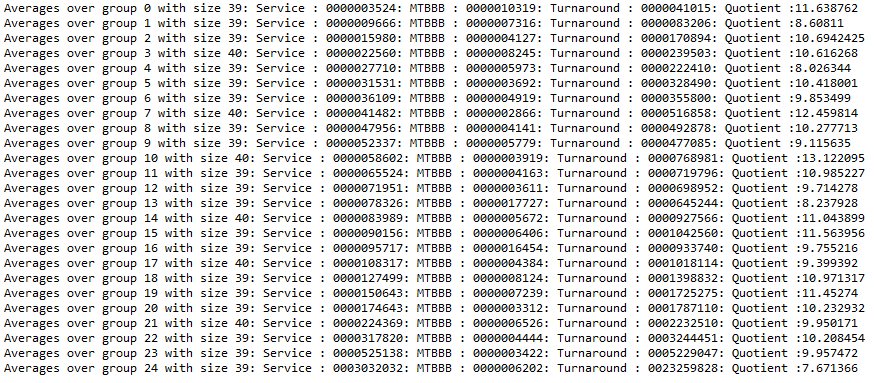 Averages over group 0 with size 39: Service : 0000003524: MTBBB : 0000010319: Turnaround : 0000041015: Quotient :11.638762
Averages over group 1 with size 39: Service : 0000009666: MTBBB : 0000007316: Turnaround : 0000083206: Quotient :8.60811
Averages over group 2 with size 39: Service : 0000015980: MTBBB : 0000004127: Turnaround : 0000170894: Quotient :10.6942425
Averages over group 3 with size 40: Service : 0000022560: MTBBB : 0000008245: Turnaround : 0000239503: Quotient :10.616268
Averages over group 4 with size 39: Service : 0000027710: MTBBB : 0000005973: Turnaround : 0000222410: Quotient :8.026344
Averages over group 5 with size 39: Service : 0000031531: MTBBB : 0000003692: Turnaround : 0000328490: Quotient :10.418001
Averages over group 6 with size 39: Service : 0000036109: MTBBB : 0000004919: Turnaround : 0000355800: Quotient :9.853499
Averages over group 7 with size 40: Service : 0000041482: MTBBB : 0000002866: Turnaround : 0000516858: Quotient :12.459814
Averages over group 8 with size 39: Service : 0000047956: MTBBB : 0000004141: Turnaround : 0000492878: Quotient :10.277713
Averages over group 9 with size 39: Service : 0000052337: MTBBB : 0000005779: Turnaround : 0000477085: Quotient :9.115635
Averages over group 10 with size 40: Service : 0000058602: MTBBB : 0000003919: Turnaround : 0000768981: Quotient :13.122095
Averages over group 11 with size 39: Service : 0000065524: MTBBB : 0000004163: Turnaround : 0000719796: Quotient :10.985227
Averages over group 12 with size 39: Service : 0000071951: MTBBB : 0000003611: Turnaround : 0000698952: Quotient :9.714278
Averages over group 13 with size 39: Service : 0000078326: MTBBB : 0000017727: Turnaround : 0000645244: Quotient :8.237928
Averages over group 14 with size 40: Service : 0000083989: MTBBB : 0000005672: Turnaround : 0000927566: Quotient :11.043899
Averages over group 15 with size 39: Service : 0000090156: MTBBB : 0000006406: Turnaround : 0001042560: Quotient :11.563956
Averages over group 16 with size 39: Service : 0000095717: MTBBB : 0000016454: Turnaround : 0000933740: Quotient :9.755216
Averages over group 17 with size 40: Service : 0000108317: MTBBB : 0000004384: Turnaround : 0001018114: Quotient :9.399392
Averages over group 18 with size 39: Service : 0000127499: MTBBB : 0000008124: Turnaround : 0001398832: Quotient :10.971317
Averages over group 19 with size 39: Service : 0000150643: MTBBB : 0000007239: Turnaround : 0001725275: Quotient :11.45274
Averages over group 20 with size 39: Service : 0000174643: MTBBB : 0000003312: Turnaround : 0001787110: Quotient :10.232932
Averages over group 21 with size 40: Service : 0000224369: MTBBB : 0000006526: Turnaround : 0002232510: Quotient :9.950171
Averages over group 22 with size 39: Service : 0000317820: MTBBB : 0000004444: Turnaround : 0003244451: Quotient :10.208454
Averages over group 23 with size 39: Service : 0000525138: MTBBB : 0000003422: Turnaround : 0005229047: Quotient :9.957472
Averages over group 24 with size 39: Service : 0003032032: MTBBB : 0000006202: Turnaround : 0023259828: Quotient :7.671366